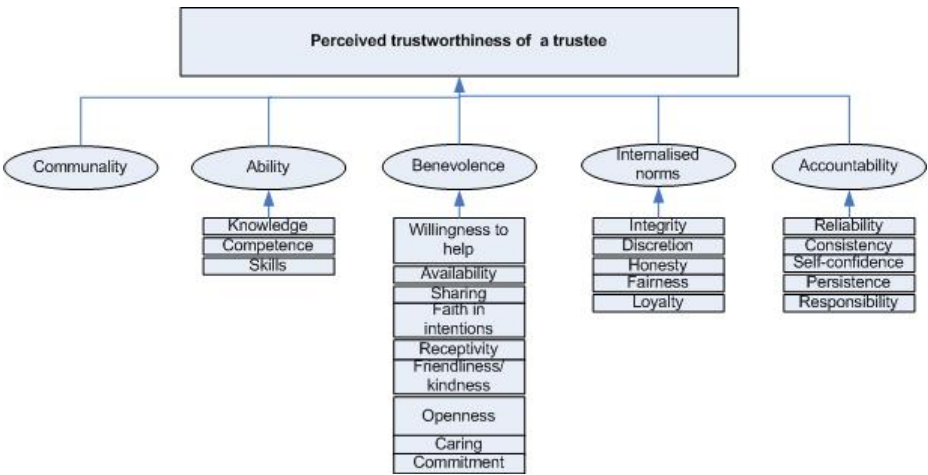 Perceived trustworthiness of a trustee
Communality
Ability
Benevolence
Internalised
norms
Accountability
Knowledge
Competence
Skills
Willingness to
help
Availability
Sharing
Faith in
intentions
Receptivity
Friendliness/
kindness
Openness
Caring
Commitment
Integrity
Discretion
Honesty
Fairness
Loyalty
Reliability
Consistency
Self-confidence
Persistence
Responsibility